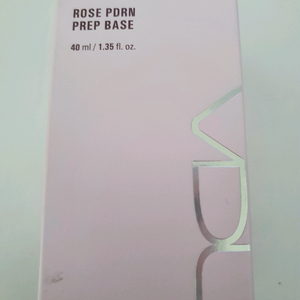 ROSE PDRN
PREP BASE
40 ml / 1.35 fl. oz.
VDL